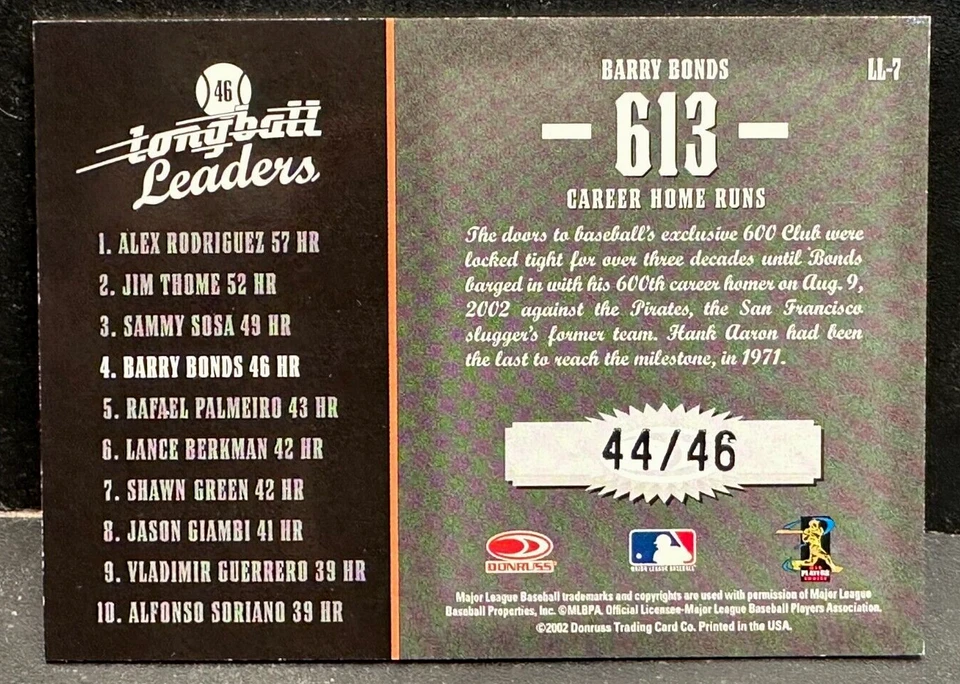 46
Longball
Leaders
1. ALEX RODRIGUEZ 57 HR
2. JIM THOME 52 HR
3. SAMMY SOSA 49 HR
4. BARRY BONDS 46 HR
5. RAFAEL PALMEIRO 43 HR
6. LANCE BERKMAN 42 HR
7. SHAWN GREEN 42 HR
8. JASON GIAMBI 41 HR
9. VLADIMIR GUERRERO 39 HR
10. ALFONSO SORIANO 39 HR
LL-7
BARRY BONDS
613
CAREER HOME RUNS
The doors to baseball's exclusive 600 Club were
locked tight for over three decades until Bonds
barged in with his 600th career homer on Aug. 9,
2002 against the Pirates, the San Francisco
slugger's former team. Hank Aaron had been
the last to reach the milestone, in 1971.
44/46
DONRUSS
MAJOR LEAGUE BASEBALL
PLAYERS
CHOICE
Major League Baseball trademarks and copyrights are used with permission of Major League
Baseball Properties, Inc. ©MLBPA. Official Licensee-Major League Baseball Players Association.
©2002 Donruss Trading Card Co. Printed in the USA.